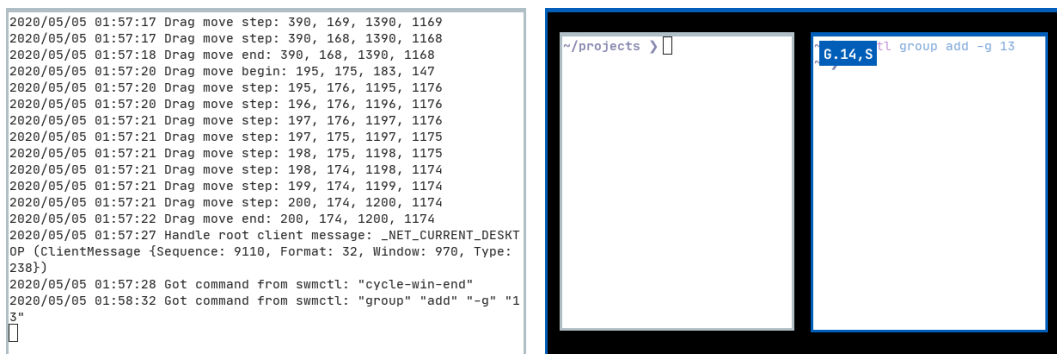 2020/05/05 01:57:17 Drag move step: 390, 169, 1390, 1169
2020/05/05 01:57:17 Drag move step: 390, 168, 1390, 1168
2020/05/05 01:57:18 Drag move end: 390, 168, 1390, 1168
2020/05/05 01:57:20 Drag move begin: 195, 175, 183, 147
2020/05/05 01:57:20 Drag move step: 195, 176, 1195, 1176
2020/05/05 01:57:20 Drag move step: 196, 176, 1196, 1176
2020/05/05 01:57:21 Drag move step: 197, 176, 1197, 1176
2020/05/05 01:57:21 Drag move step: 197, 175, 1197, 1175
2020/05/05 01:57:21 Drag move step: 198, 175, 1198, 1175
2020/05/05 01:57:21 Drag move step: 198, 174, 1198, 1174
2020/05/05 01:57:21 Drag move step: 199, 174, 1199, 1174
2020/05/05 01:57:21 Drag move step: 200, 174, 1200, 1174
2020/05/05 01:57:22 Drag move end: 200, 174, 1200, 1174
2020/05/05 01:57:27 Handle root client message: _NET_CURRENT_DESKT
OP (ClientMessage {Sequence: 9110, Format: 32, Window: 970, Type:
238})
2020/05/05 01:57:28 Got command from swmctl: "cycle-win-end"
2020/05/05 01:58:32 Got command from swmctl: "group" "add" "-g" "1
3"
~/projects ❯
tl group add -g 13
G.14,S